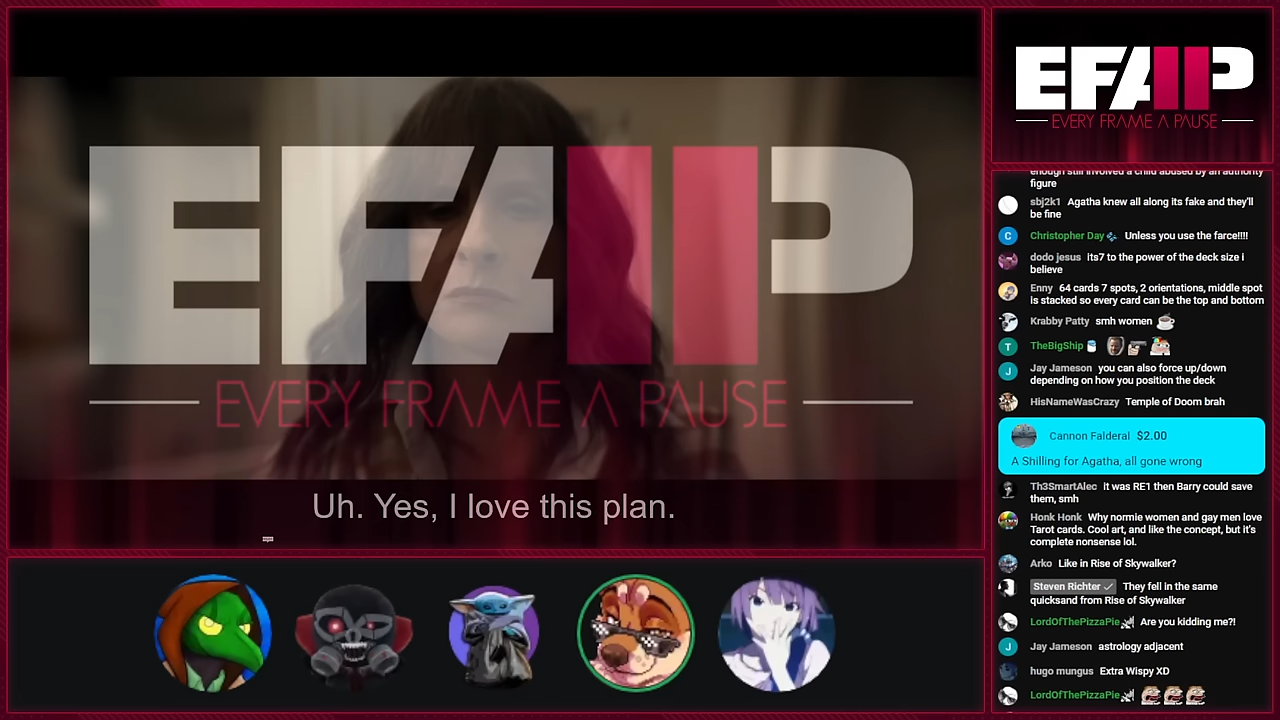 EFAP
EVERY FRAME A PAUSE
Uh. Yes, I love this plan.
EFAP
EVERY FRAME A PAUSE
enough still involved a child abused by an authority
figure
sbj2k1 Agatha knew all along its fake and they'll
be fine
C Christopher Day Unless you use the farce!!!!
dodo jesus Its7 to the power of the deck size i
believe
Enny 64 cards 7 spots, 2 orientations, middle spot
is stacked so every card can be the top and bottom
Krabby Patty smh women
T TheBigShip
J Jay Jameson you can also force up/down
depending on how you position the deck
HisNameWasCrazy Temple of Doom brah
Cannon Falderal $2.00
A Shilling for Agatha, all gone wrong
Th3SmartAlec It was RE1 then Barry could save
them, smh
Honk Honk Why normie women and gay men love
Tarot cards. Cool art, and like the concept, but it's
complete nonsense lol.
Arko Like in Rise of Skywalker?
Steven Richter They fell in the same
quicksand from Rise of Skywalker
LordOfThePizzaPie Are you kidding me?!
J Jay Jameson astrology adjacent
hugo mungus Extra Wispy XD
LordOfThePizzaPie